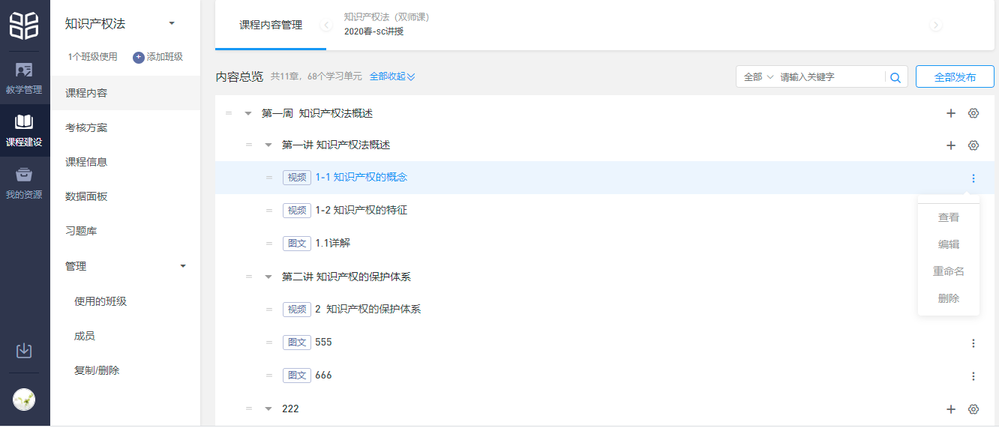 教学管理
课程建设
我的资源
知识产权法
1个班级使用 添加班级
课程内容
考核方案
课程信息
数据面板
习题库
管理
使用的班级
成员
复制/删除
课程内容管理
知识产权法（双师课）
2020春-sc讲授
内容总览 共11章，68个学习单元 全部收起
全部 请输入关键字
全部发布
第一周 知识产权法概述
第一讲 知识产权法概述
视频 1-1 知识产权的概念
视频 1-2 知识产权的特征
图文 1.1详解
第二讲 知识产权的保护体系
视频 2 知识产权的保护体系
图文 555
图文 666
222
查看
编辑
重命名
删除